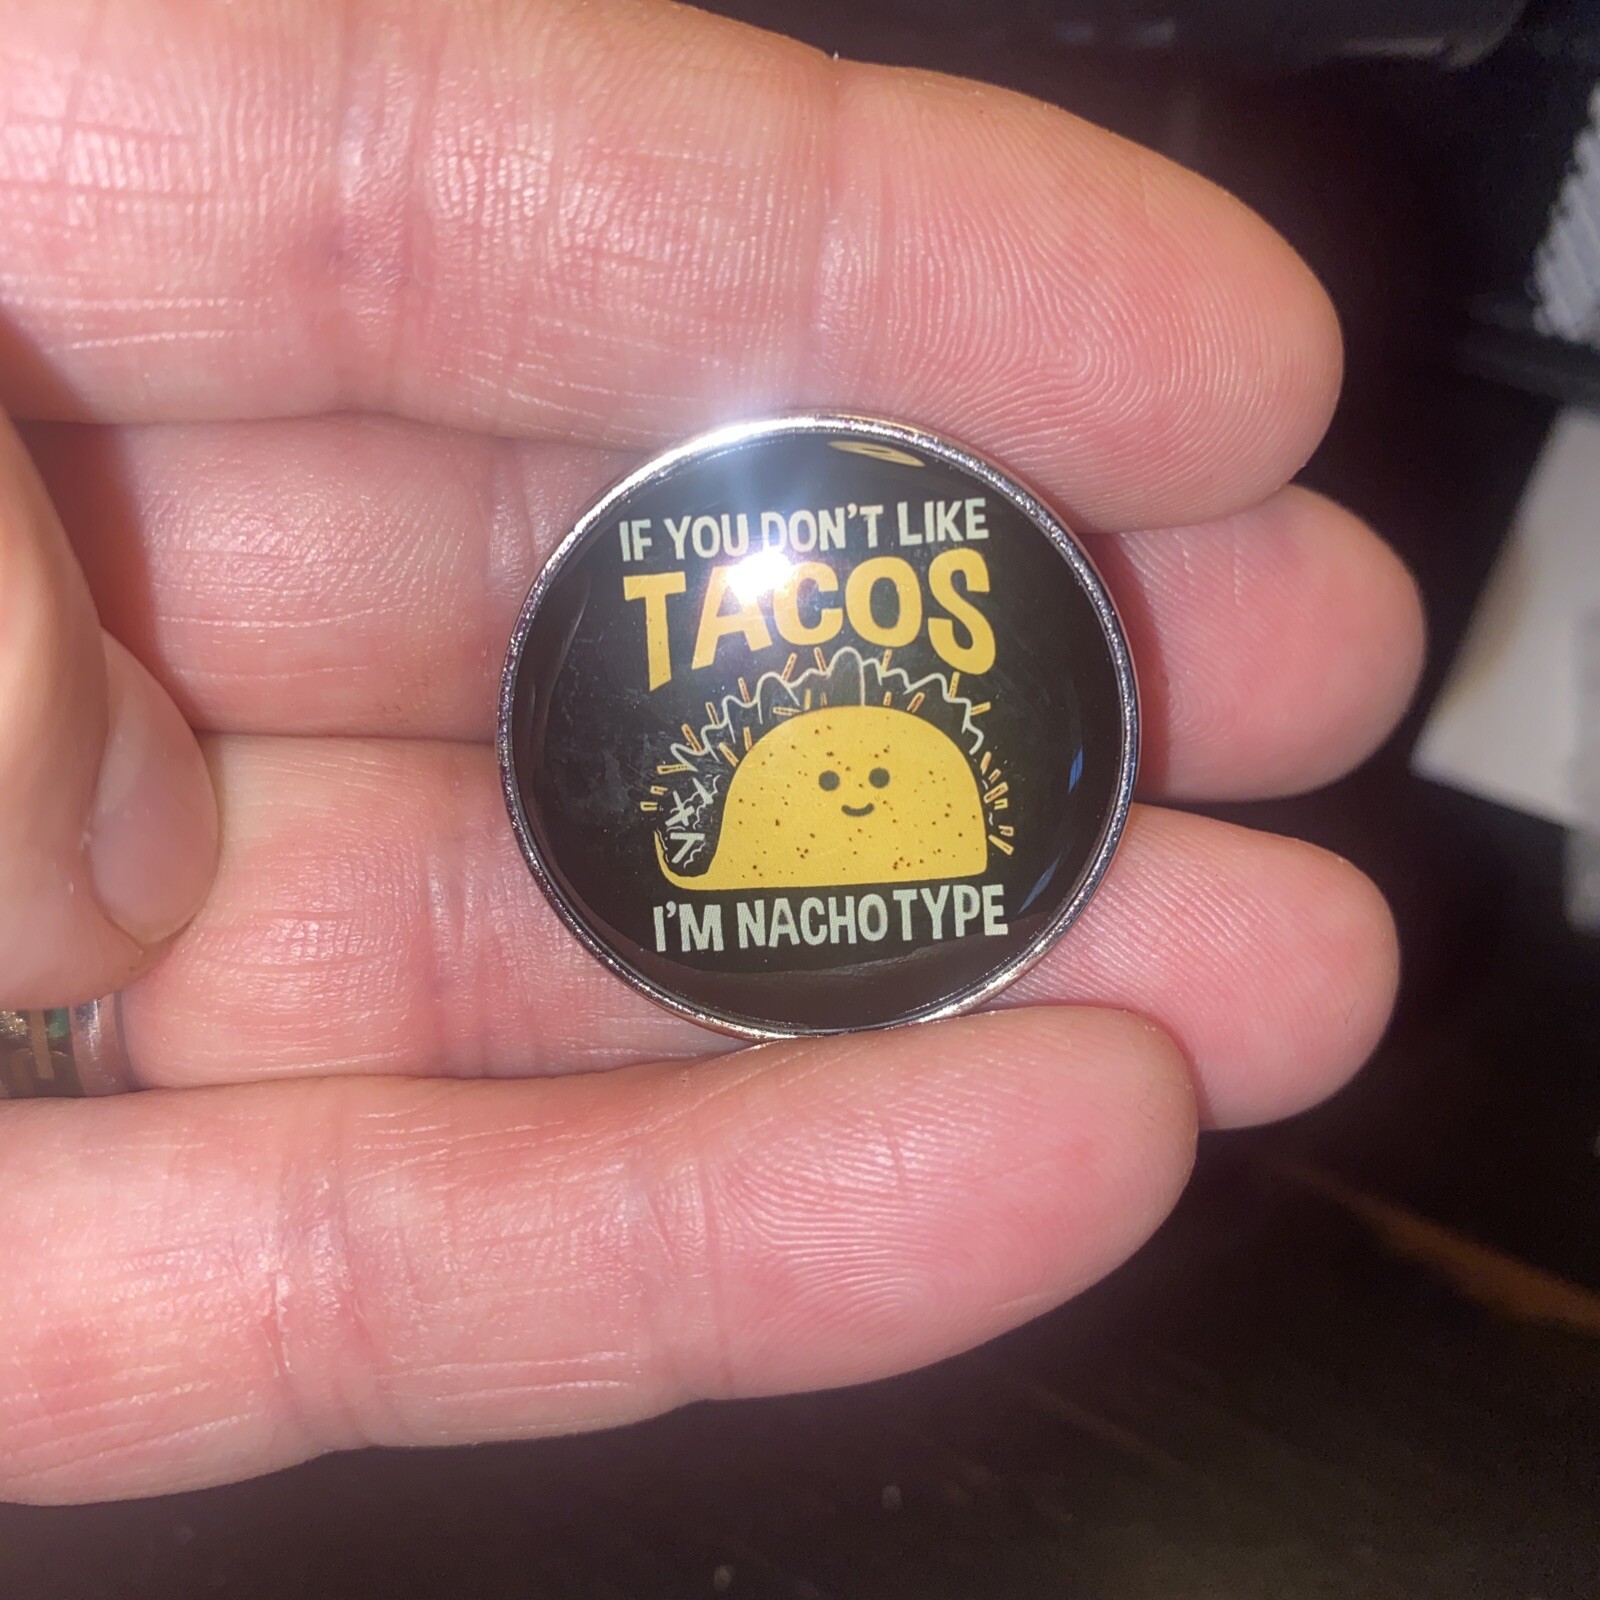 IF YOU DON'T LIKE
TACOS
I'M NACHO TYPE